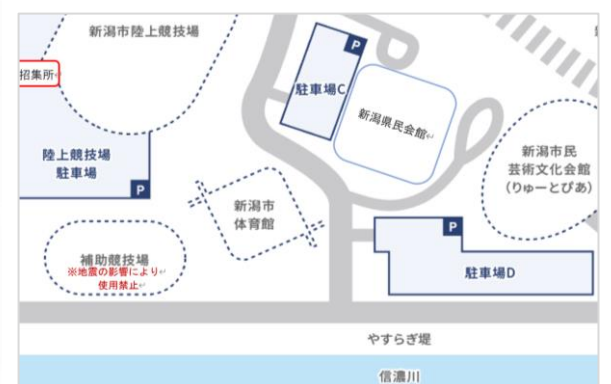 新潟市陸上競技場
招集所
P
駐車場C
新潟県民会館
陸上競技場
駐車場
P
新潟市民
芸術文化会館
(りゅーとぴあ)
新潟市
体育館
P
補助競技場
※地震の影響により
使用禁止
駐車場D
やすらぎ堤
信濃川